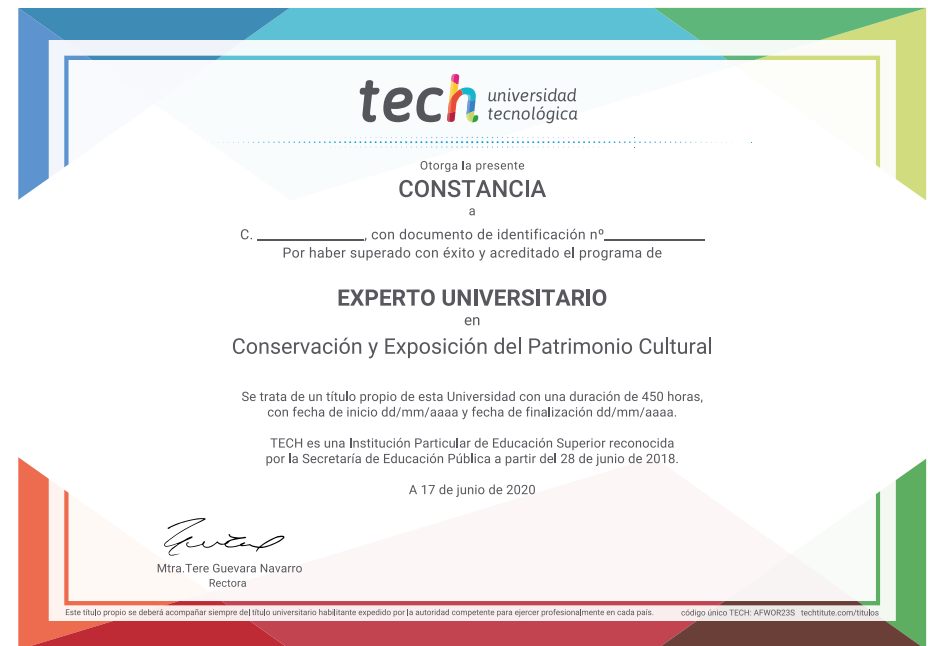 tech universidad
tecnológica
Otorga la presente
CONSTANCIA
a
C. ______________, con documento de identificación nº_____________
Por haber superado con éxito y acreditado el programa de
EXPERTO UNIVERSITARIO
en
Conservación y Exposición del Patrimonio Cultural
Se trata de un título propio de esta Universidad con una duración de 450 horas,
con fecha de inicio dd/mm/aaaa y fecha de finalización dd/mm/aaaa.
TECH es una Institución Particular de Educación Superior reconocida
por la Secretaría de Educación Pública a partir del 28 de junio de 2018.
A 17 de junio de 2020
Mtra.Tere Guevara Navarro
Rectora
Este título propio se deberá acompañar siempre del título universitario habilitante expedido por la autoridad competente para ejercer profesionalmente en cada país. código único TECH: AFWOR23S techtitute.com/titulos